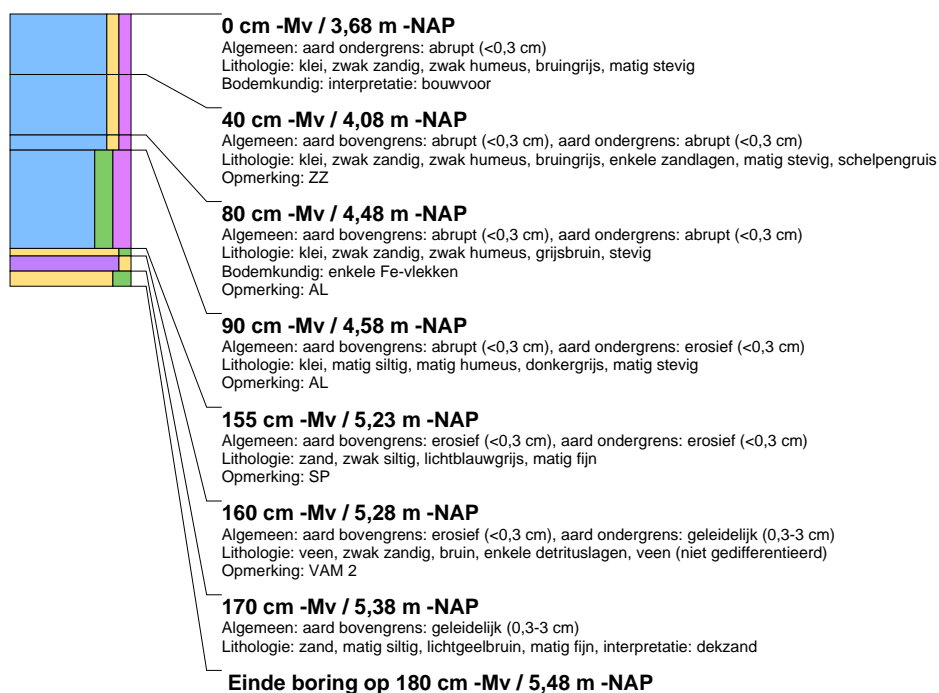 0 cm -Mv / 3,68 m -NAP
Algemeen: aard ondergrens: abrupt (<0,3 cm)
Lithologie: klei, zwak zandig, zwak humeus, bruingrijs, matig stevig
Bodemkundig: interpretatie: bouwvoor
40 cm -Mv / 4,08 m -NAP
Algemeen: aard bovengrens: abrupt (<0,3 cm), aard ondergrens: abrupt (<0,3 cm)
Lithologie: klei, zwak zandig, zwak humeus, bruingrijs, enkele zandlagen, matig stevig, schelpengruis
Opmerking: ZZ
80 cm -Mv / 4,48 m -NAP
Algemeen: aard bovengrens: abrupt (<0,3 cm), aard ondergrens: abrupt (<0,3 cm)
Lithologie: klei, zwak zandig, zwak humeus, grijsbruin, stevig
Bodemkundig: enkele Fe-vlekken
Opmerking: AL
90 cm -Mv / 4,58 m -NAP
Algemeen: aard bovengrens: abrupt (<0,3 cm), aard ondergrens: erosief (<0,3 cm)
Lithologie: klei, matig siltig, matig humeus, donkergrijs, matig stevig
Opmerking: AL
155 cm -Mv / 5,23 m -NAP
Algemeen: aard bovengrens: erosief (<0,3 cm), aard ondergrens: erosief (<0,3 cm)
Lithologie: zand, zwak siltig, lichtblauwgrijs, matig fijn
Opmerking: SP
160 cm -Mv / 5,28 m -NAP
Algemeen: aard bovengrens: erosief (<0,3 cm), aard ondergrens: geleidelijk (0,3-3 cm)
Lithologie: veen, zwak zandig, bruin, enkele detrituslagen, veen (niet gedifferentieerd)
Opmerking: VAM 2
170 cm -Mv / 5,38 m -NAP
Algemeen: aard bovengrens: geleidelijk (0,3-3 cm)
Lithologie: zand, matig siltig, lichtgeelbruin, matig fijn, interpretatie: dekzand
Einde boring op 180 cm -Mv / 5,48 m -NAP